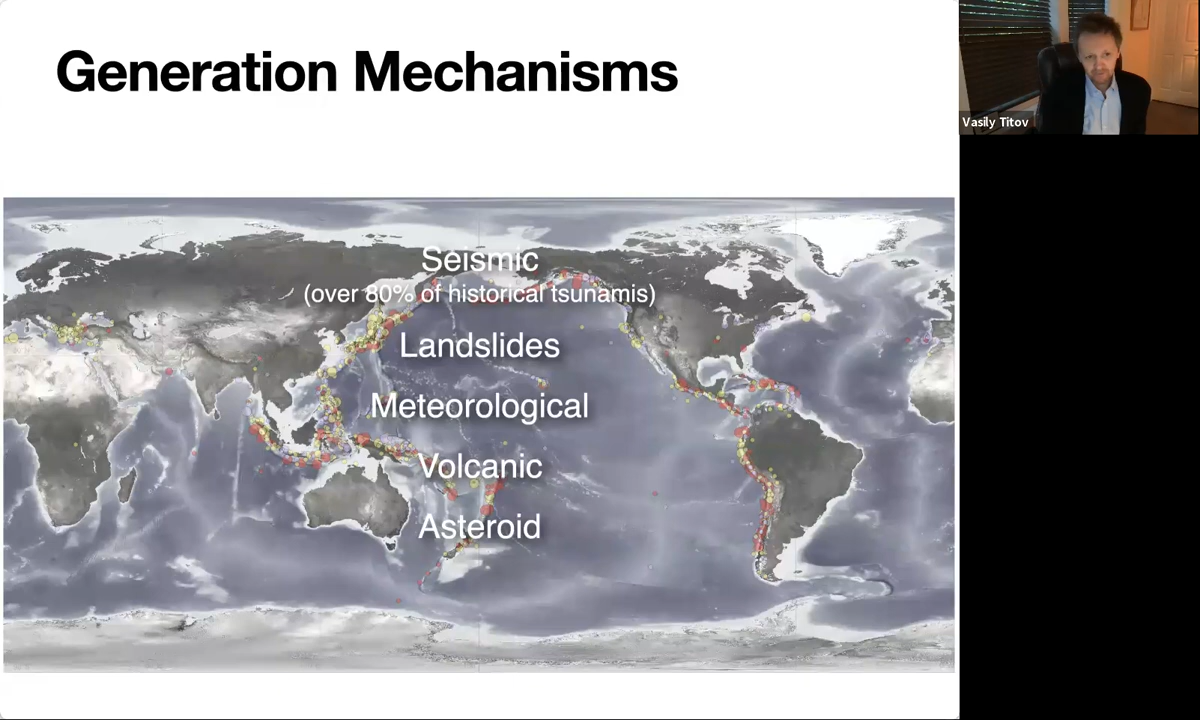 Generation Mechanisms
Vasily Titov
Seismic
(over 80% of historical tsunamis)
Landslides
Meteorological
Volcanic
Asteroid